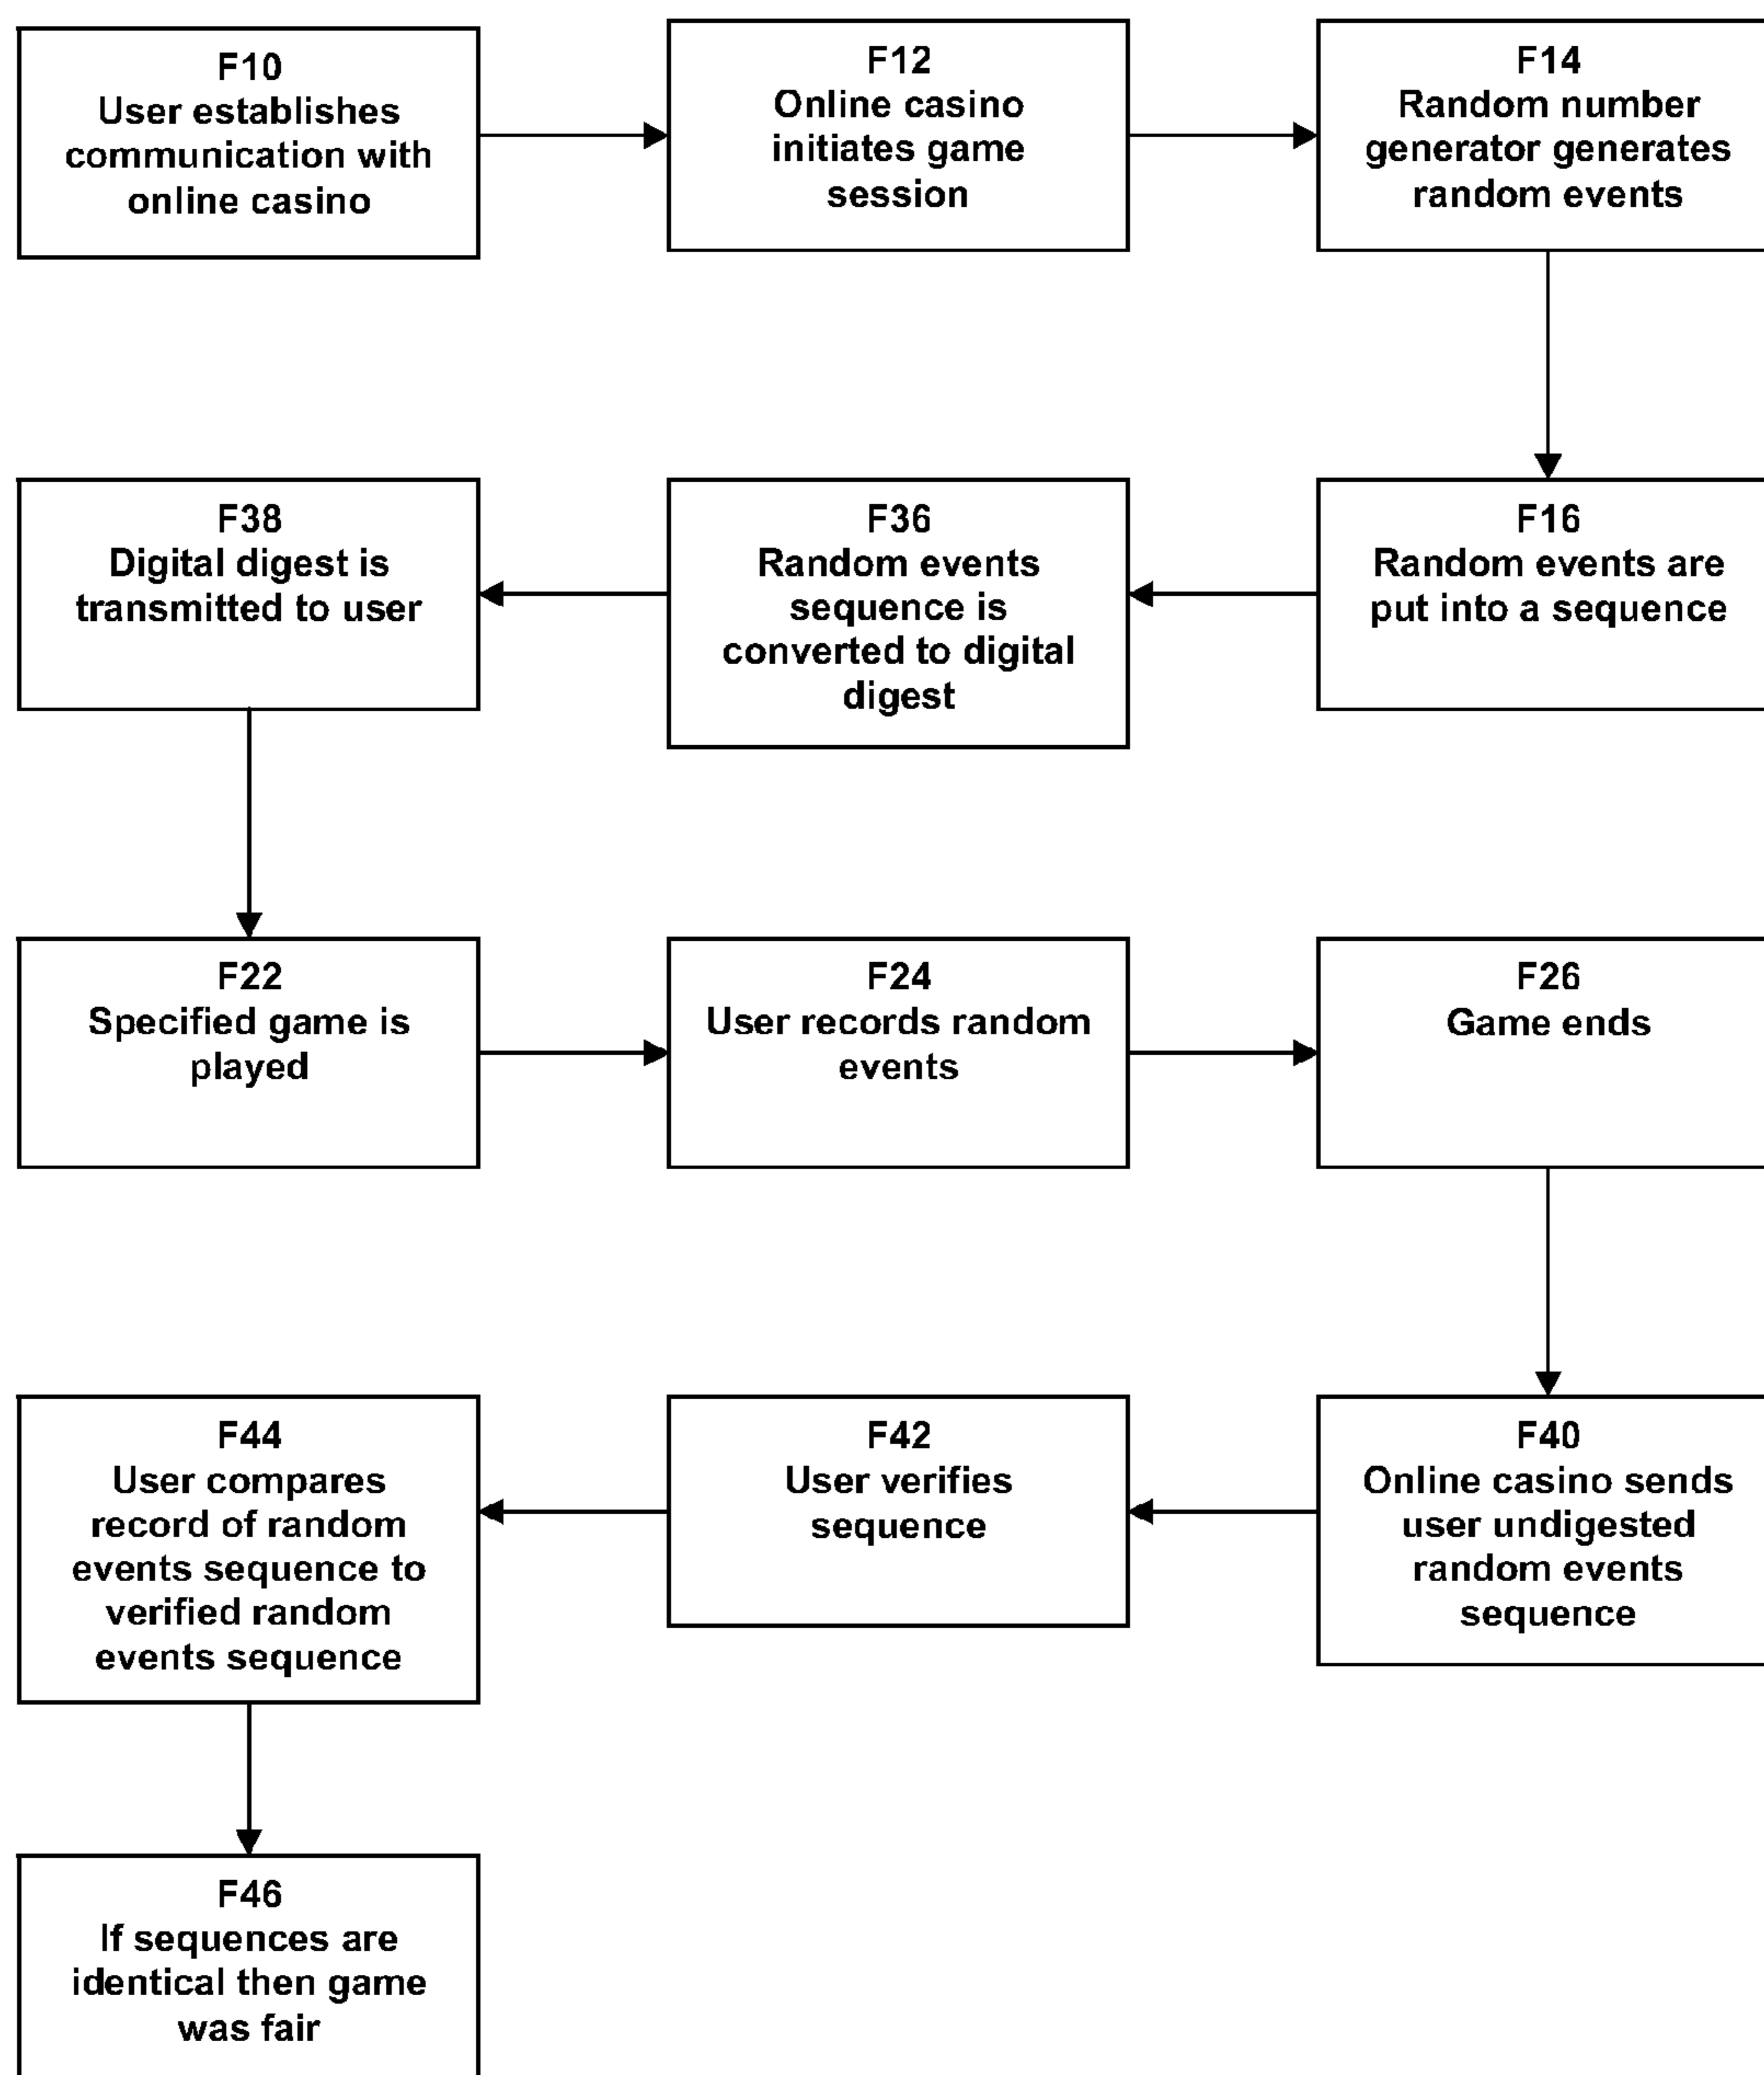 F10
User establishes
communication with
online casino
F12
Online casino
initiates game
session
F14
Random number
generator generates
random events
F16
Random events are
put into a sequence
F36
Random events
sequence is
converted to digital
digest
F38
Digital digest is
transmitted to user
F22
Specified game is
played
F24
User records random
events
F26
Game ends
F40
Online casino sends
user undigested
random events
sequence
F42
User verifies
sequence
F44
User compares
record of random
events sequence to
verified random
events sequence
F46
If sequences are
identical then game
was fair